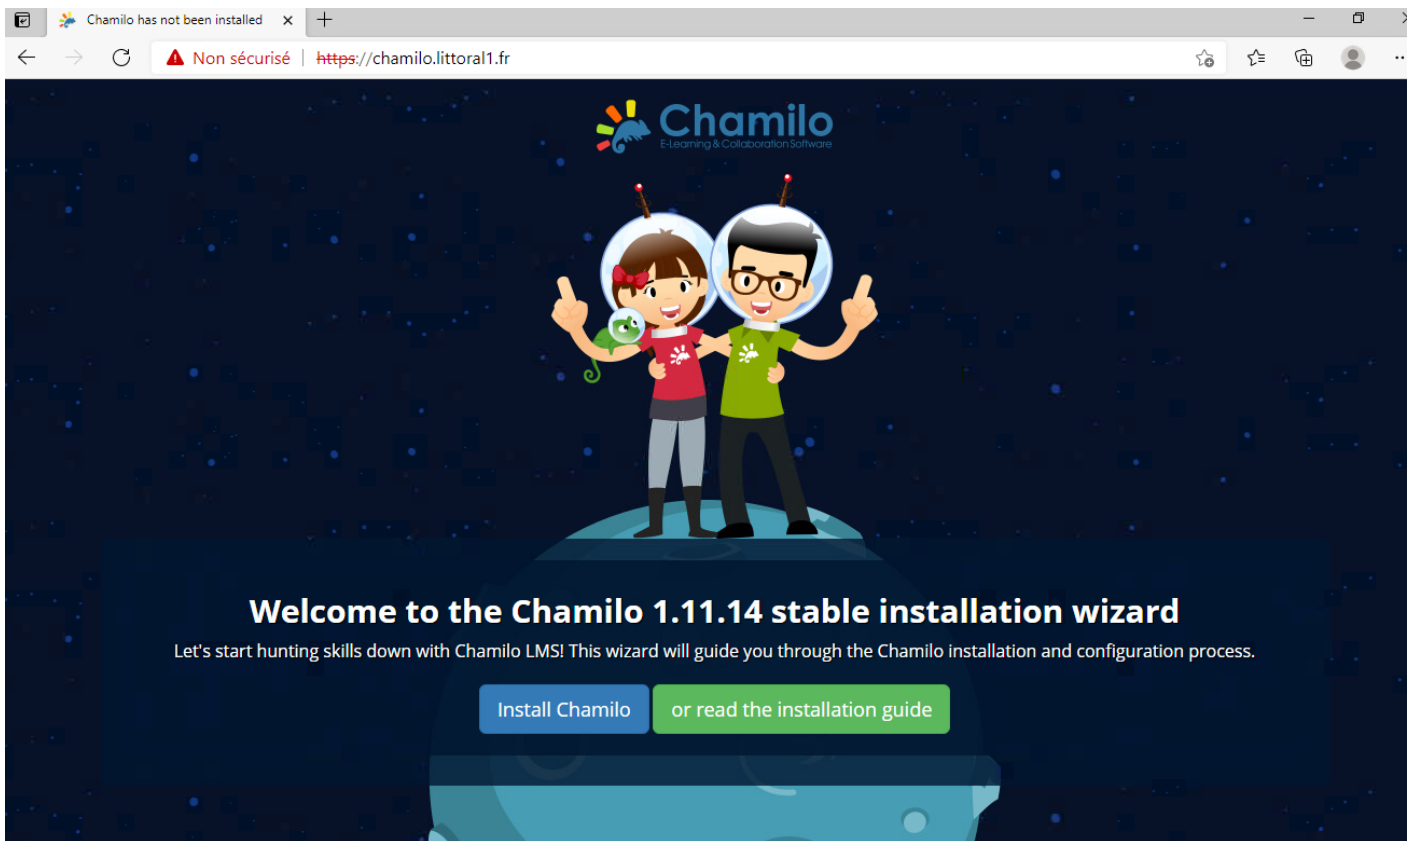 Chamilo has not been installed
Non sécurisé | https://chamilo.littoral1.fr
Chamilo
E-Learning & Collaboration Software
Welcome to the Chamilo 1.11.14 stable installation wizard
Let's start hunting skills down with Chamilo LMS! This wizard will guide you through the Chamilo installation and configuration process.
Install Chamilo or read the installation guide